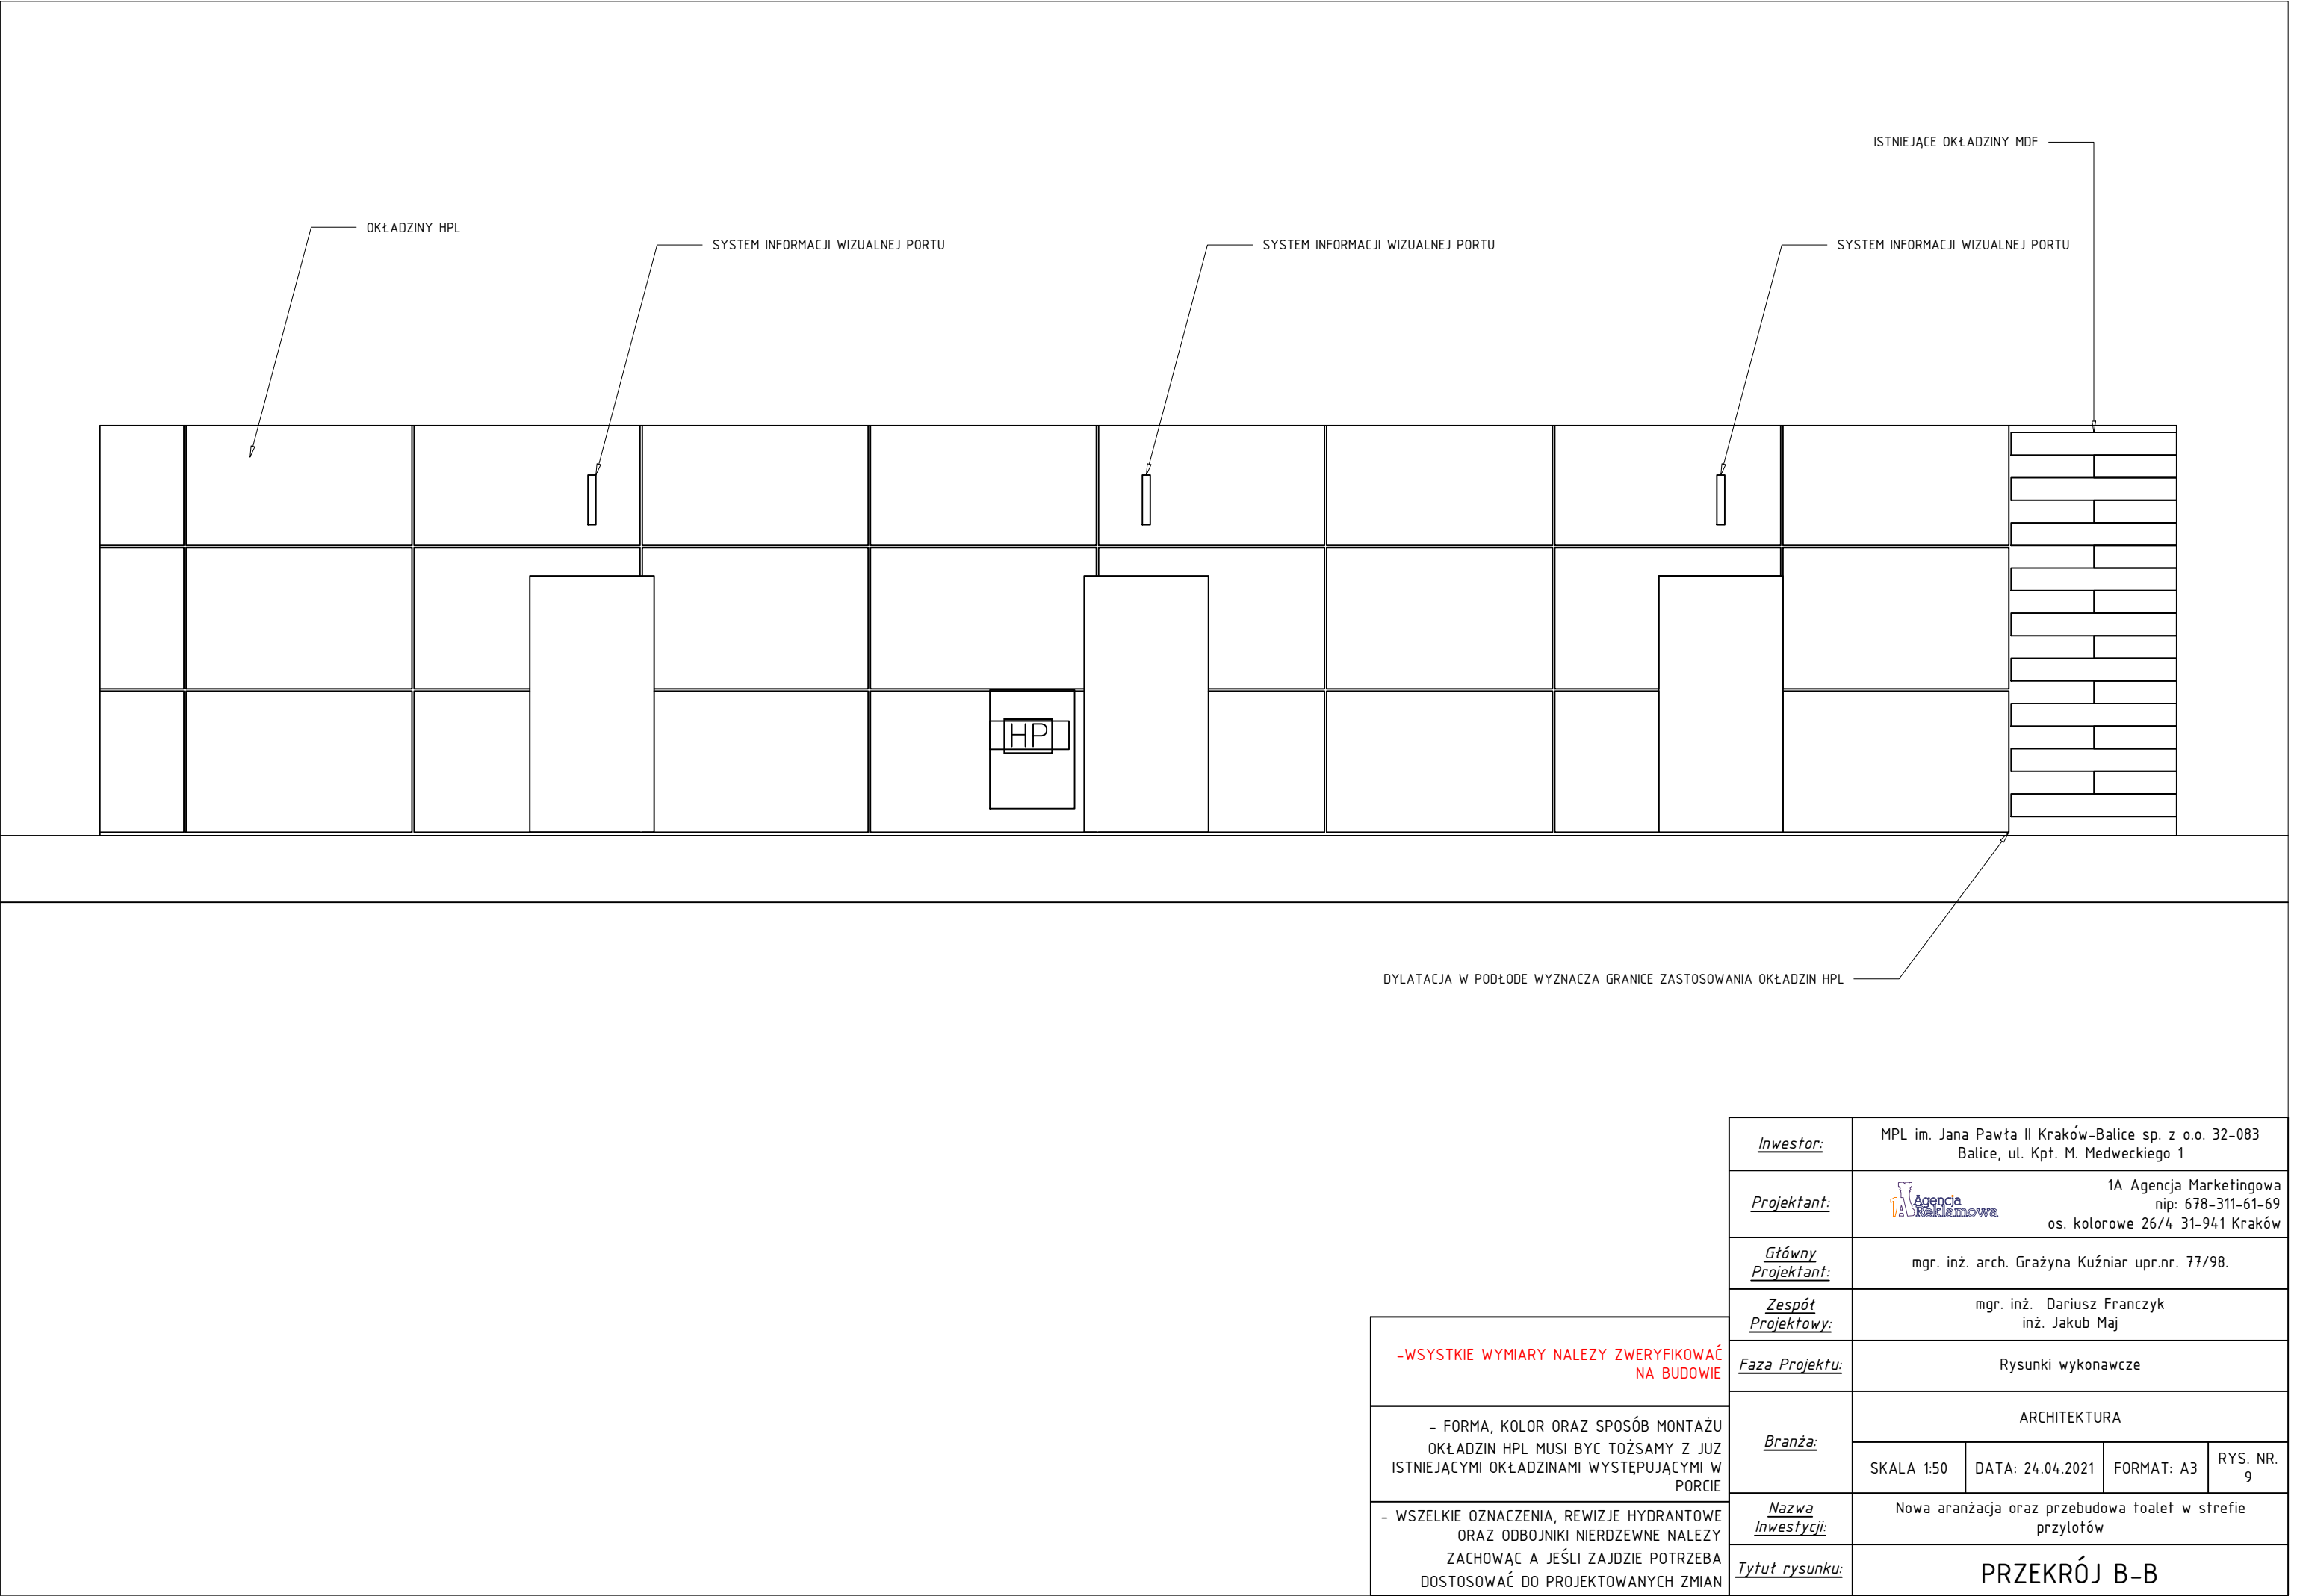 ISTNIEJĄCE OKŁADZINY MDF
OKŁADZINY HPL
SYSTEM INFORMACJI WIZUALNEJ PORTU
SYSTEM INFORMACJI WIZUALNEJ PORTU
SYSTEM INFORMACJI WIZUALNEJ PORTU
HP
DYLATACJA W PODŁODE WYZNACZA GRANICE ZASTOSOWANIA OKŁADZIN HPL
-WSYSTKIE WYMIARY NALEZY ZWERYFIKOWAĆ
NA BUDOWIE
- FORMA, KOLOR ORAZ SPOSÓB MONTAŻU
OKŁADZIN HPL MUSI BYC TOŻSAMY Z JUZ
ISTNIEJĄCYMI OKŁADZINAMI WYSTĘPUJĄCYMI W
PORCIE
- WSZELKIE OZNACZENIA, REWIZJE HYDRANTOWE
ORAZ ODBOJNIKI NIERDZEWNE NALEZY
ZACHOWĄC A JEŚLI ZAJDZIE POTRZEBA
DOSTOSOWAĆ DO PROJEKTOWANYCH ZMIAN
Inwestor:
MPL im. Jana Pawła II Kraków-Balice sp. z o.o. 32-083
Balice, ul. Kpt. M. Medweckiego 1
Projektant:
1A Agencja
Reklamowa
1A Agencja Marketingowa
nip: 678-311-61-69
os. kolorowe 26/4 31-941 Kraków
Główny
Projektant:
mgr. inż. arch. Grażyna Kuźniar upr.nr. 77/98.
Zespół
Projektowy:
mgr. inż. Dariusz Franczyk
inż. Jakub Maj
Faza Projektu:
Rysunki wykonawcze
Branża:
ARCHITEKTURA
SKALA 1:50
DATA: 24.04.2021
FORMAT: A3
RYS. NR.
9
Nazwa
Inwestycji:
Nowa aranżacja oraz przebudowa toalet w strefie
przylotów
Tytuł rysunku:
PRZEKRÓJ B-B